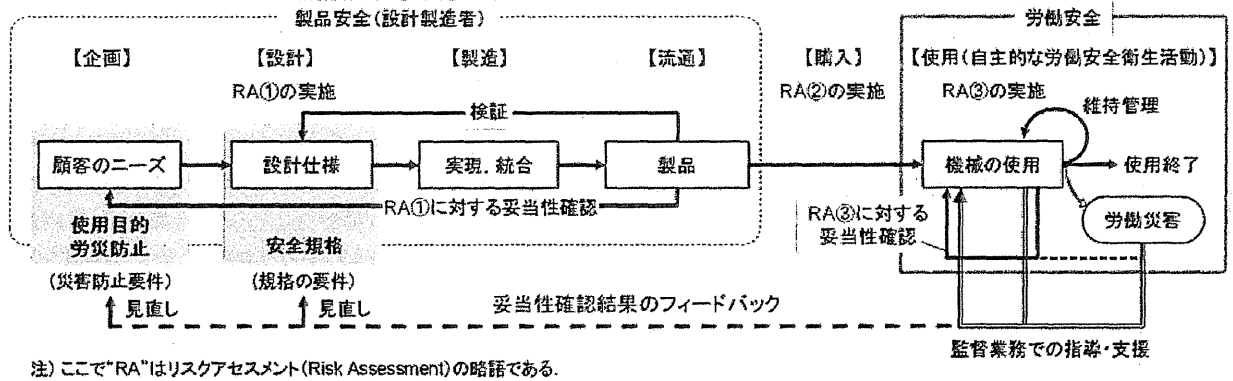 製品安全(設計製造者)
労働安全
【企画】
【設計】
【製造】
【流通】
【購入】
【使用(自主的な労働安全衛生活動)】
RA①の実施
RA②の実施
RA③の実施
検証
維持管理
顧客のニーズ
設計仕様
実現，統合
製品
機械の使用
使用終了
RA①に対する妥当性確認
RA③に対する
妥当性確認
労働災害
使用目的
労災防止
安全規格
(災害防止要件)
(規格の要件)
見直し
見直し
妥当性確認結果のフィードバック
監督業務での指導・支援
注) ここで"RA"はリスクアセスメント(Risk Assessment)の略語である．